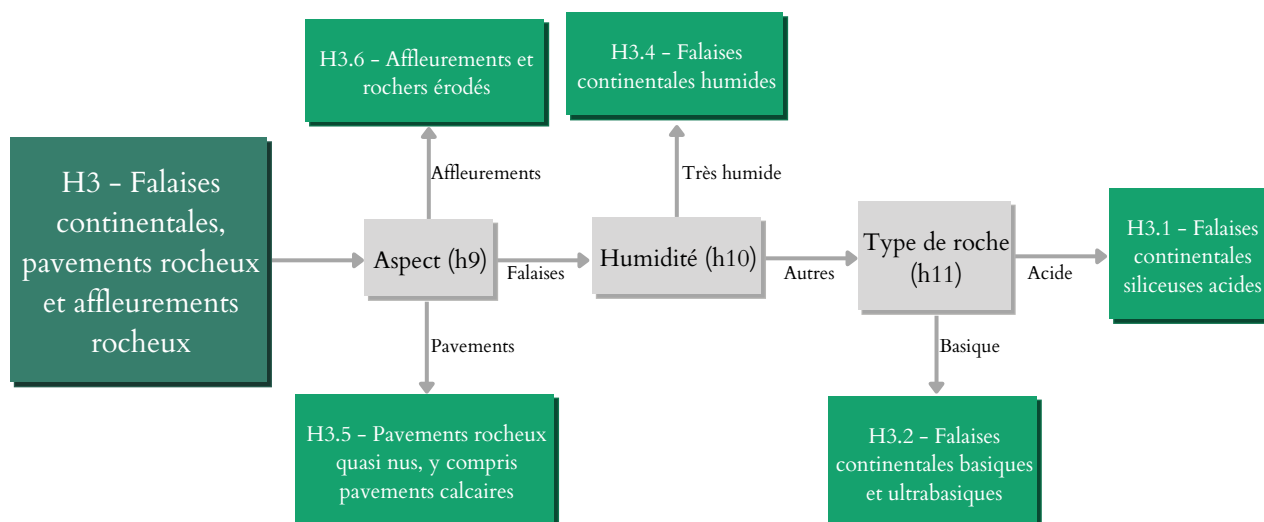 H3.6 - Affleurements et
rochers érodés
H3.4 - Falaises
continentales humides
H3 - Falaises
continentales,
pavements rocheux
et affleurements
rocheux
Affleurements
Très humide
Aspect (h9)
Falaises
Humidité (h10)
Autres
Type de roche
(h11)
Acide
H3.1 - Falaises
continentales
siliceuses acides
Pavements
Basique
H3.5 - Pavements rocheux
quasi nus, y compris
pavements calcaires
H3.2 - Falaises
continentales basiques
et ultrabasiques